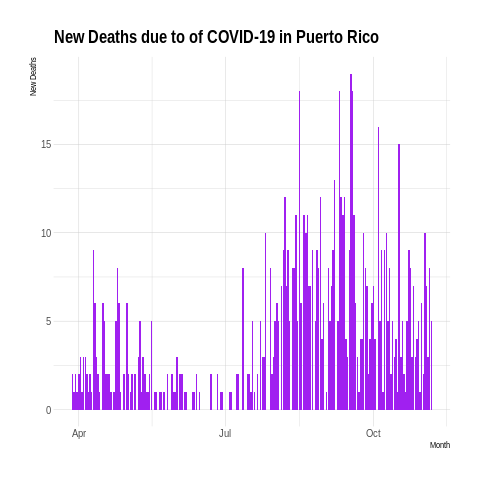 New Deaths due to of COVID-19 in Puerto Rico
New Deaths
15
10
5
0
Apr Jul Oct
Month